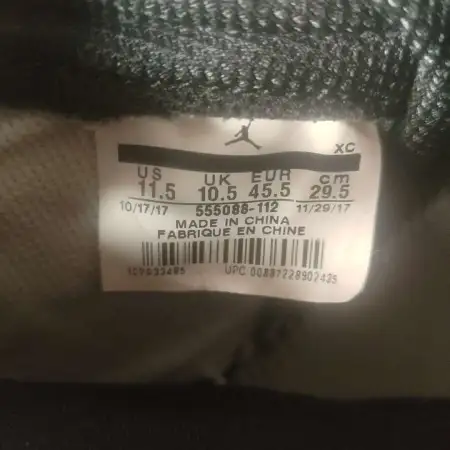 XC
US UK EUR cm
11.5 10.5 45.5 29.5
10/17/17 555088-112 11/29/17
MADE IN CHINA
FABRIQUE EN CHINE
UPC 00887228902435